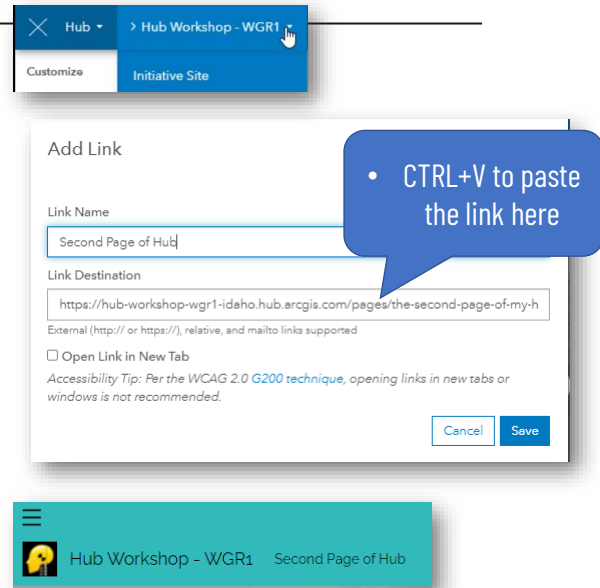 Hub
> Hub Workshop - WGR1
Customize
Initiative Site
Add Link
• CTRL+V to paste
the link here
Link Name
Second Page of Hub
Link Destination
https://hub-workshop-wgr1-idaho.hub.arcgis.com/pages/the-second-page-of-my-h
External (http:// or https://), relative, and mailto links supported
Open Link in New Tab
Accessibility Tip: Per the WCAG 2.0 G200 technique, opening links in new tabs or
windows is not recommended.
Cancel Save
Hub Workshop - WGR1 Second Page of Hub